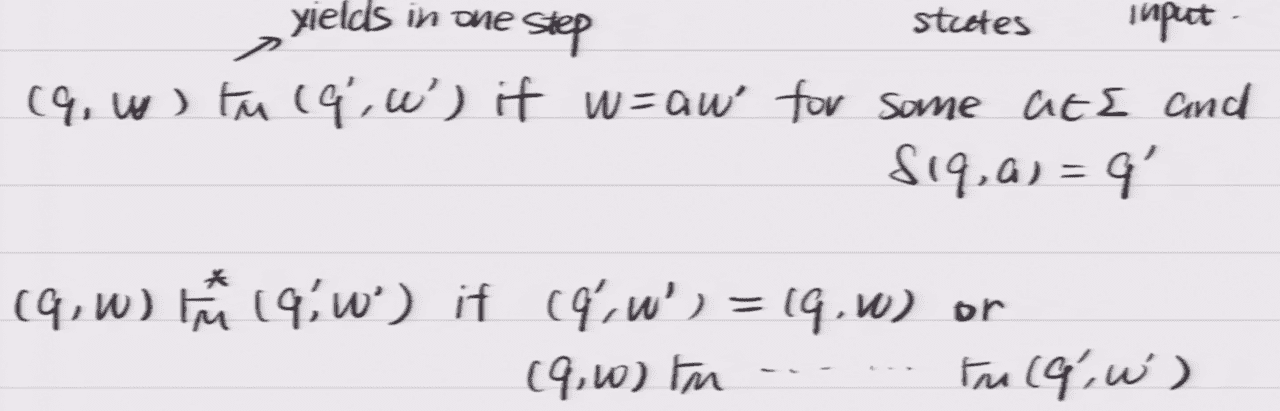 yields in one step states input.
(q, w) ⊢M (q', w') if w = aw' for some a∈Σ and
δ(q, a) = q'
(q, w) ⊢*M (q', w') if (q', w') = (q, w) or
(q, w) ⊢M ------ ⊢M (q', w')